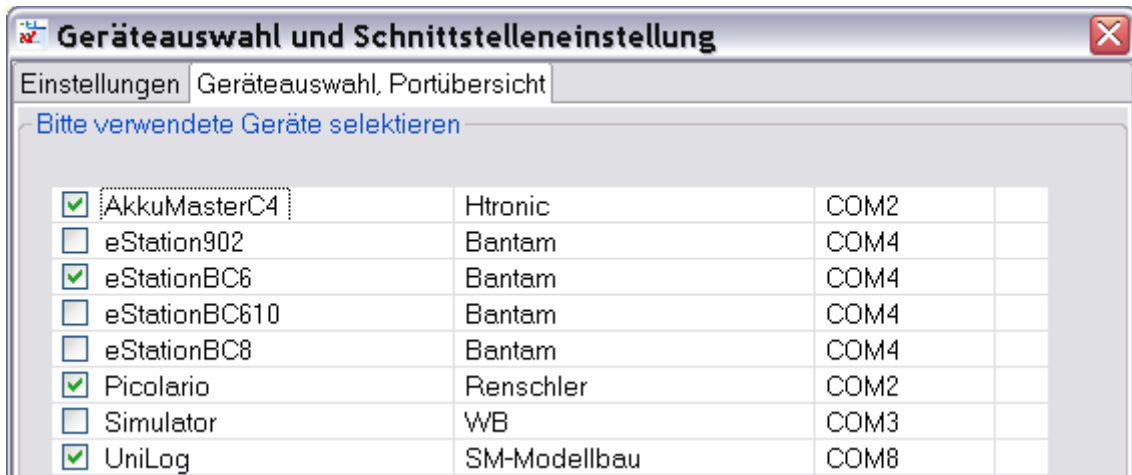 Geräteauswahl und Schnittstelleneinstellung
Einstellungen Geräteauswahl, Portübersicht
Bitte verwendete Geräte selektieren
AkkuMasterC4 Htronic COM2
eStation902 Bantam COM4
eStationBC6 Bantam COM4
eStationBC610 Bantam COM4
eStationBC8 Bantam COM4
Picolario Renschler COM2
Simulator WB COM3
UniLog SM-Modellbau COM8